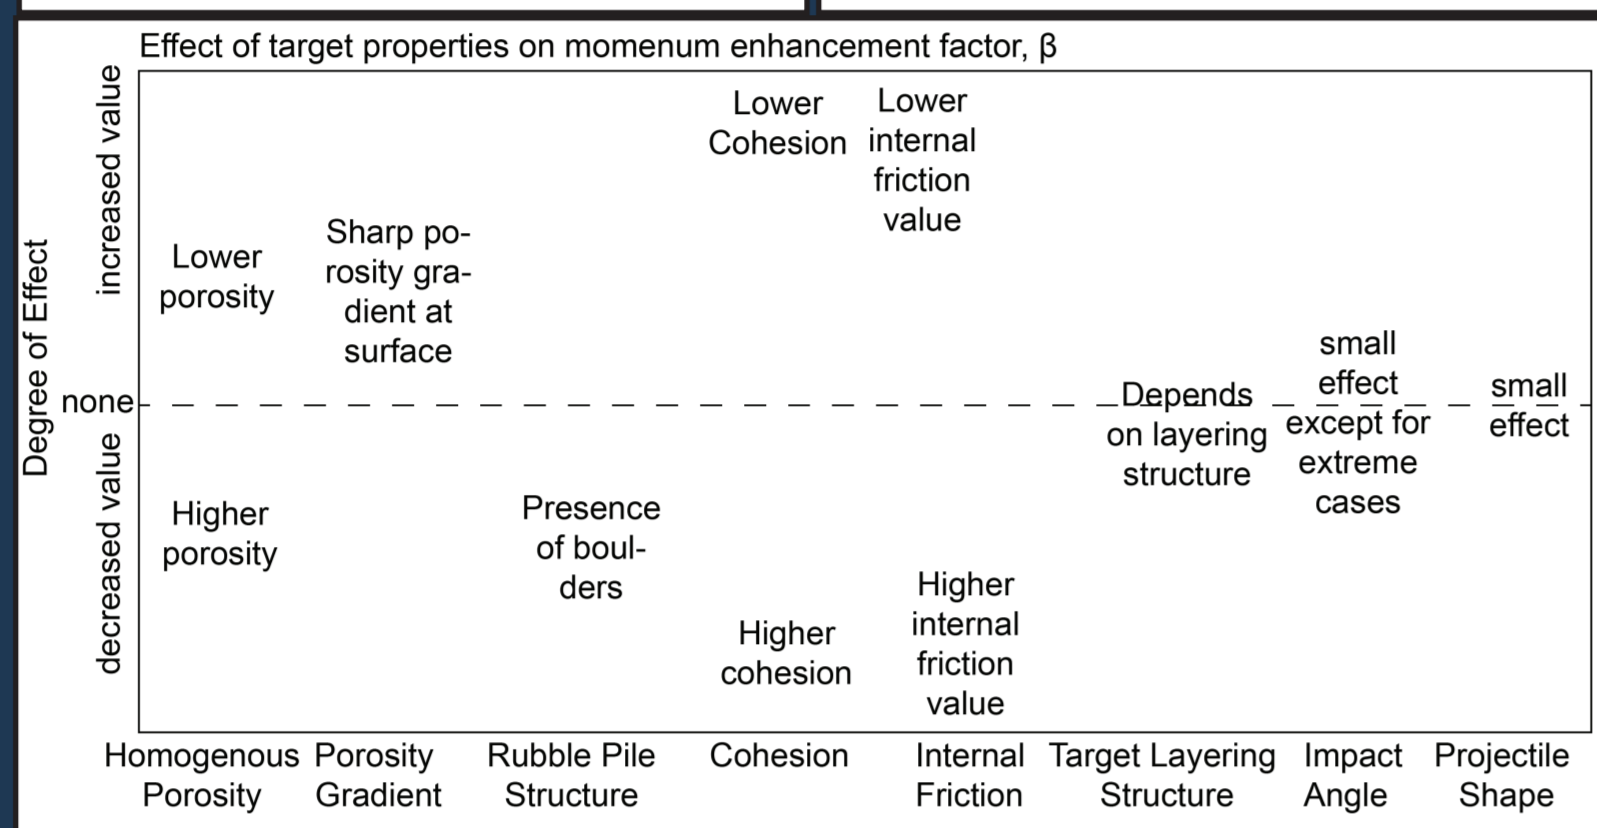 Effect of target properties on momenum enhancement factor, β
Degree of Effect
increased value
none
decreased value
Lower
porosity
Higher
porosity
Sharp po-
rosity gra-
dient at
surface
Presence
of boul-
ders
Lower
Cohesion
Higher
cohesion
Lower
internal
friction
value
Higher
internal
friction
value
Depends
on layering
structure
small
effect
except for
extreme
cases
small
effect
Homogenous
Porosity
Porosity
Gradient
Rubble Pile
Structure
Cohesion
Internal
Friction
Target Layering
Structure
Impact
Angle
Projectile
Shape